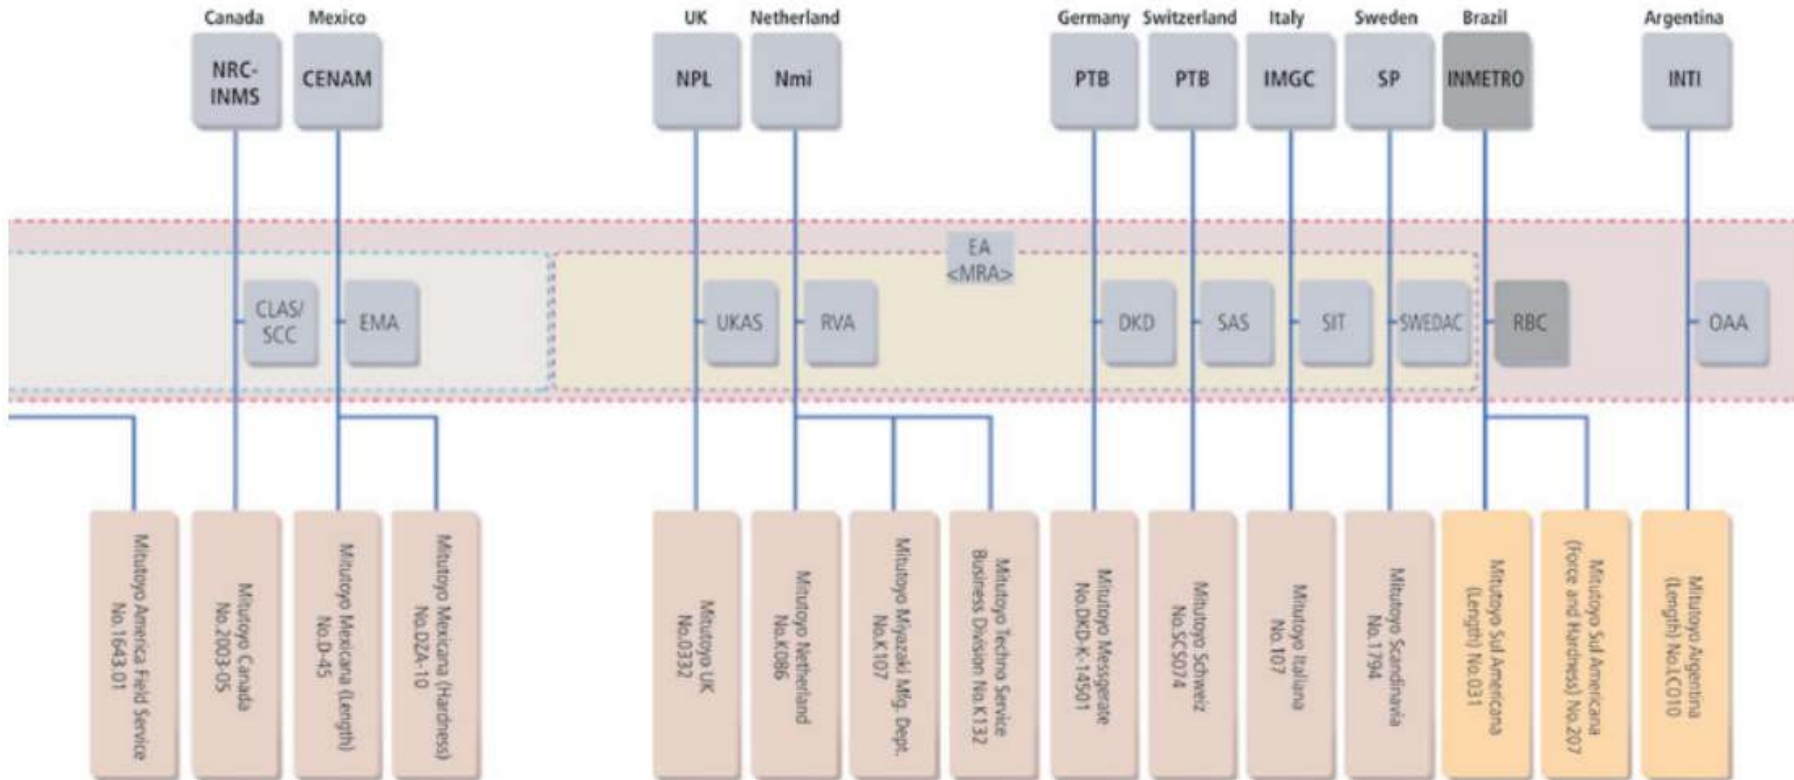 Canada
Mexico
UK
Netherland
Germany
Switzerland
Italy
Sweden
Brazil
Argentina
NRC-
INMS
CENAM
NPL
Nmi
PTB
PTB
IMGC
SP
INMETRO
INTI
EA
<MRA>
CLAS/
SCC
EMA
UKAS
RVA
DKD
SAS
SIT
SWEDAC
RBC
OAA
Mitutoyo America Field Service
No.1643.01
Mitutoyo Canada
No.2003-05
Mitutoyo Mexicana (Length)
No.D-45
Mitutoyo Mexicana (Hardness)
No.DZA-10
Mitutoyo UK
No.0332
Mitutoyo Netherland
No.K086
Mitutoyo Miyazaki Mfg. Dept.
No.K107
Mitutoyo Techno Service
Business Division No.K132
Mitutoyo Messgerate
No.DKD-K-14501
Mitutoyo Schweiz
No.SCS074
Mitutoyo Italiana
No.107
Mitutoyo Scandinavia
No.1794
Mitutoyo Sul Americana
(Length) No.031
Mitutoyo Sul Americana
(Force and Hardness) No.207
Mitutoyo Argentina
(Length) No.LC010